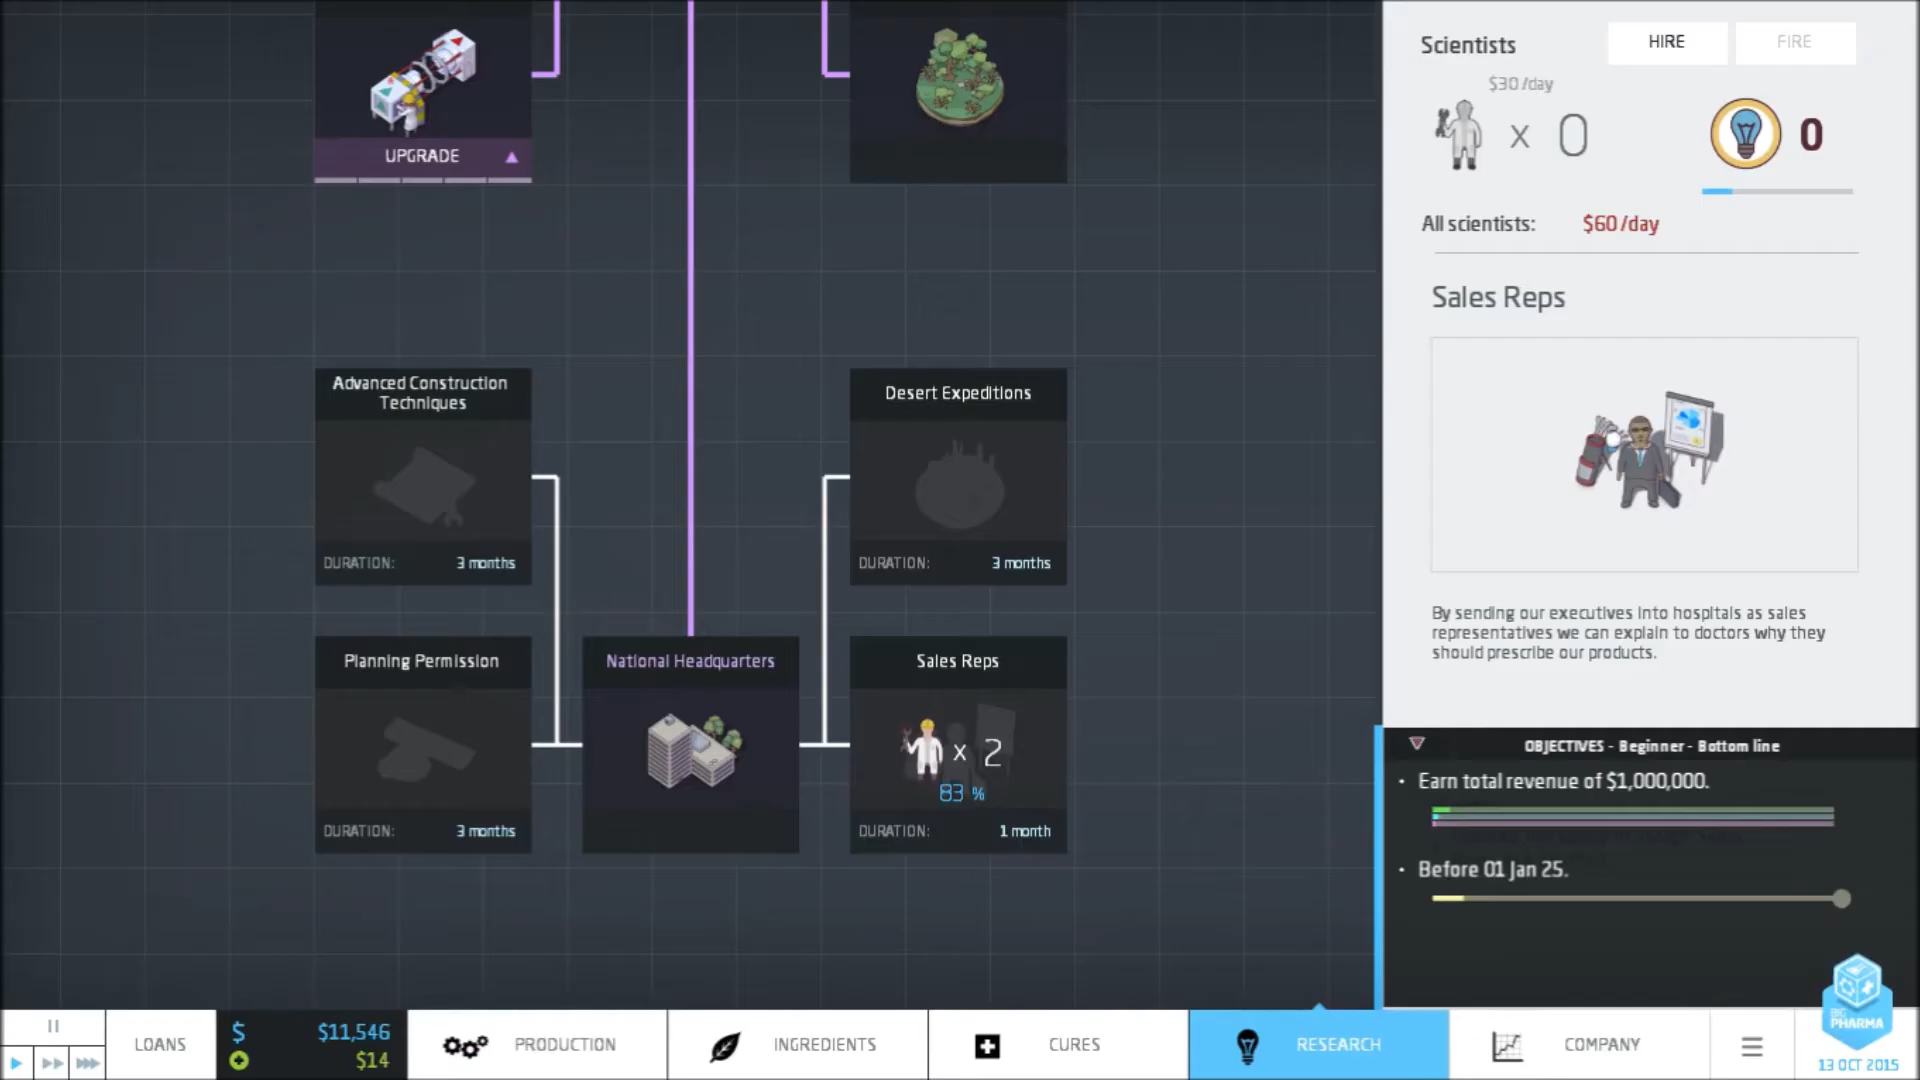 UPGRADE
Advanced Construction
Techniques
DURATION: 3 months
Desert Expeditions
DURATION: 3 months
Planning Permission
DURATION: 3 months
National Headquarters
Sales Reps
x 2
83 %
DURATION: 1 month
Scientists
HIRE
FIRE
$30/day
x 0
0
All scientists: $60/day
Sales Reps
By sending our executives into hospitals as sales
representatives we can explain to doctors why they
should prescribe our products.
OBJECTIVES - Beginner - Bottom line
• Earn total revenue of $1,000,000.
• Before 01 Jan 25.
LOANS
$ $11,546
$14
PRODUCTION
INGREDIENTS
CURES
RESEARCH
COMPANY
BIG
PHARMA
13 OCT 2015